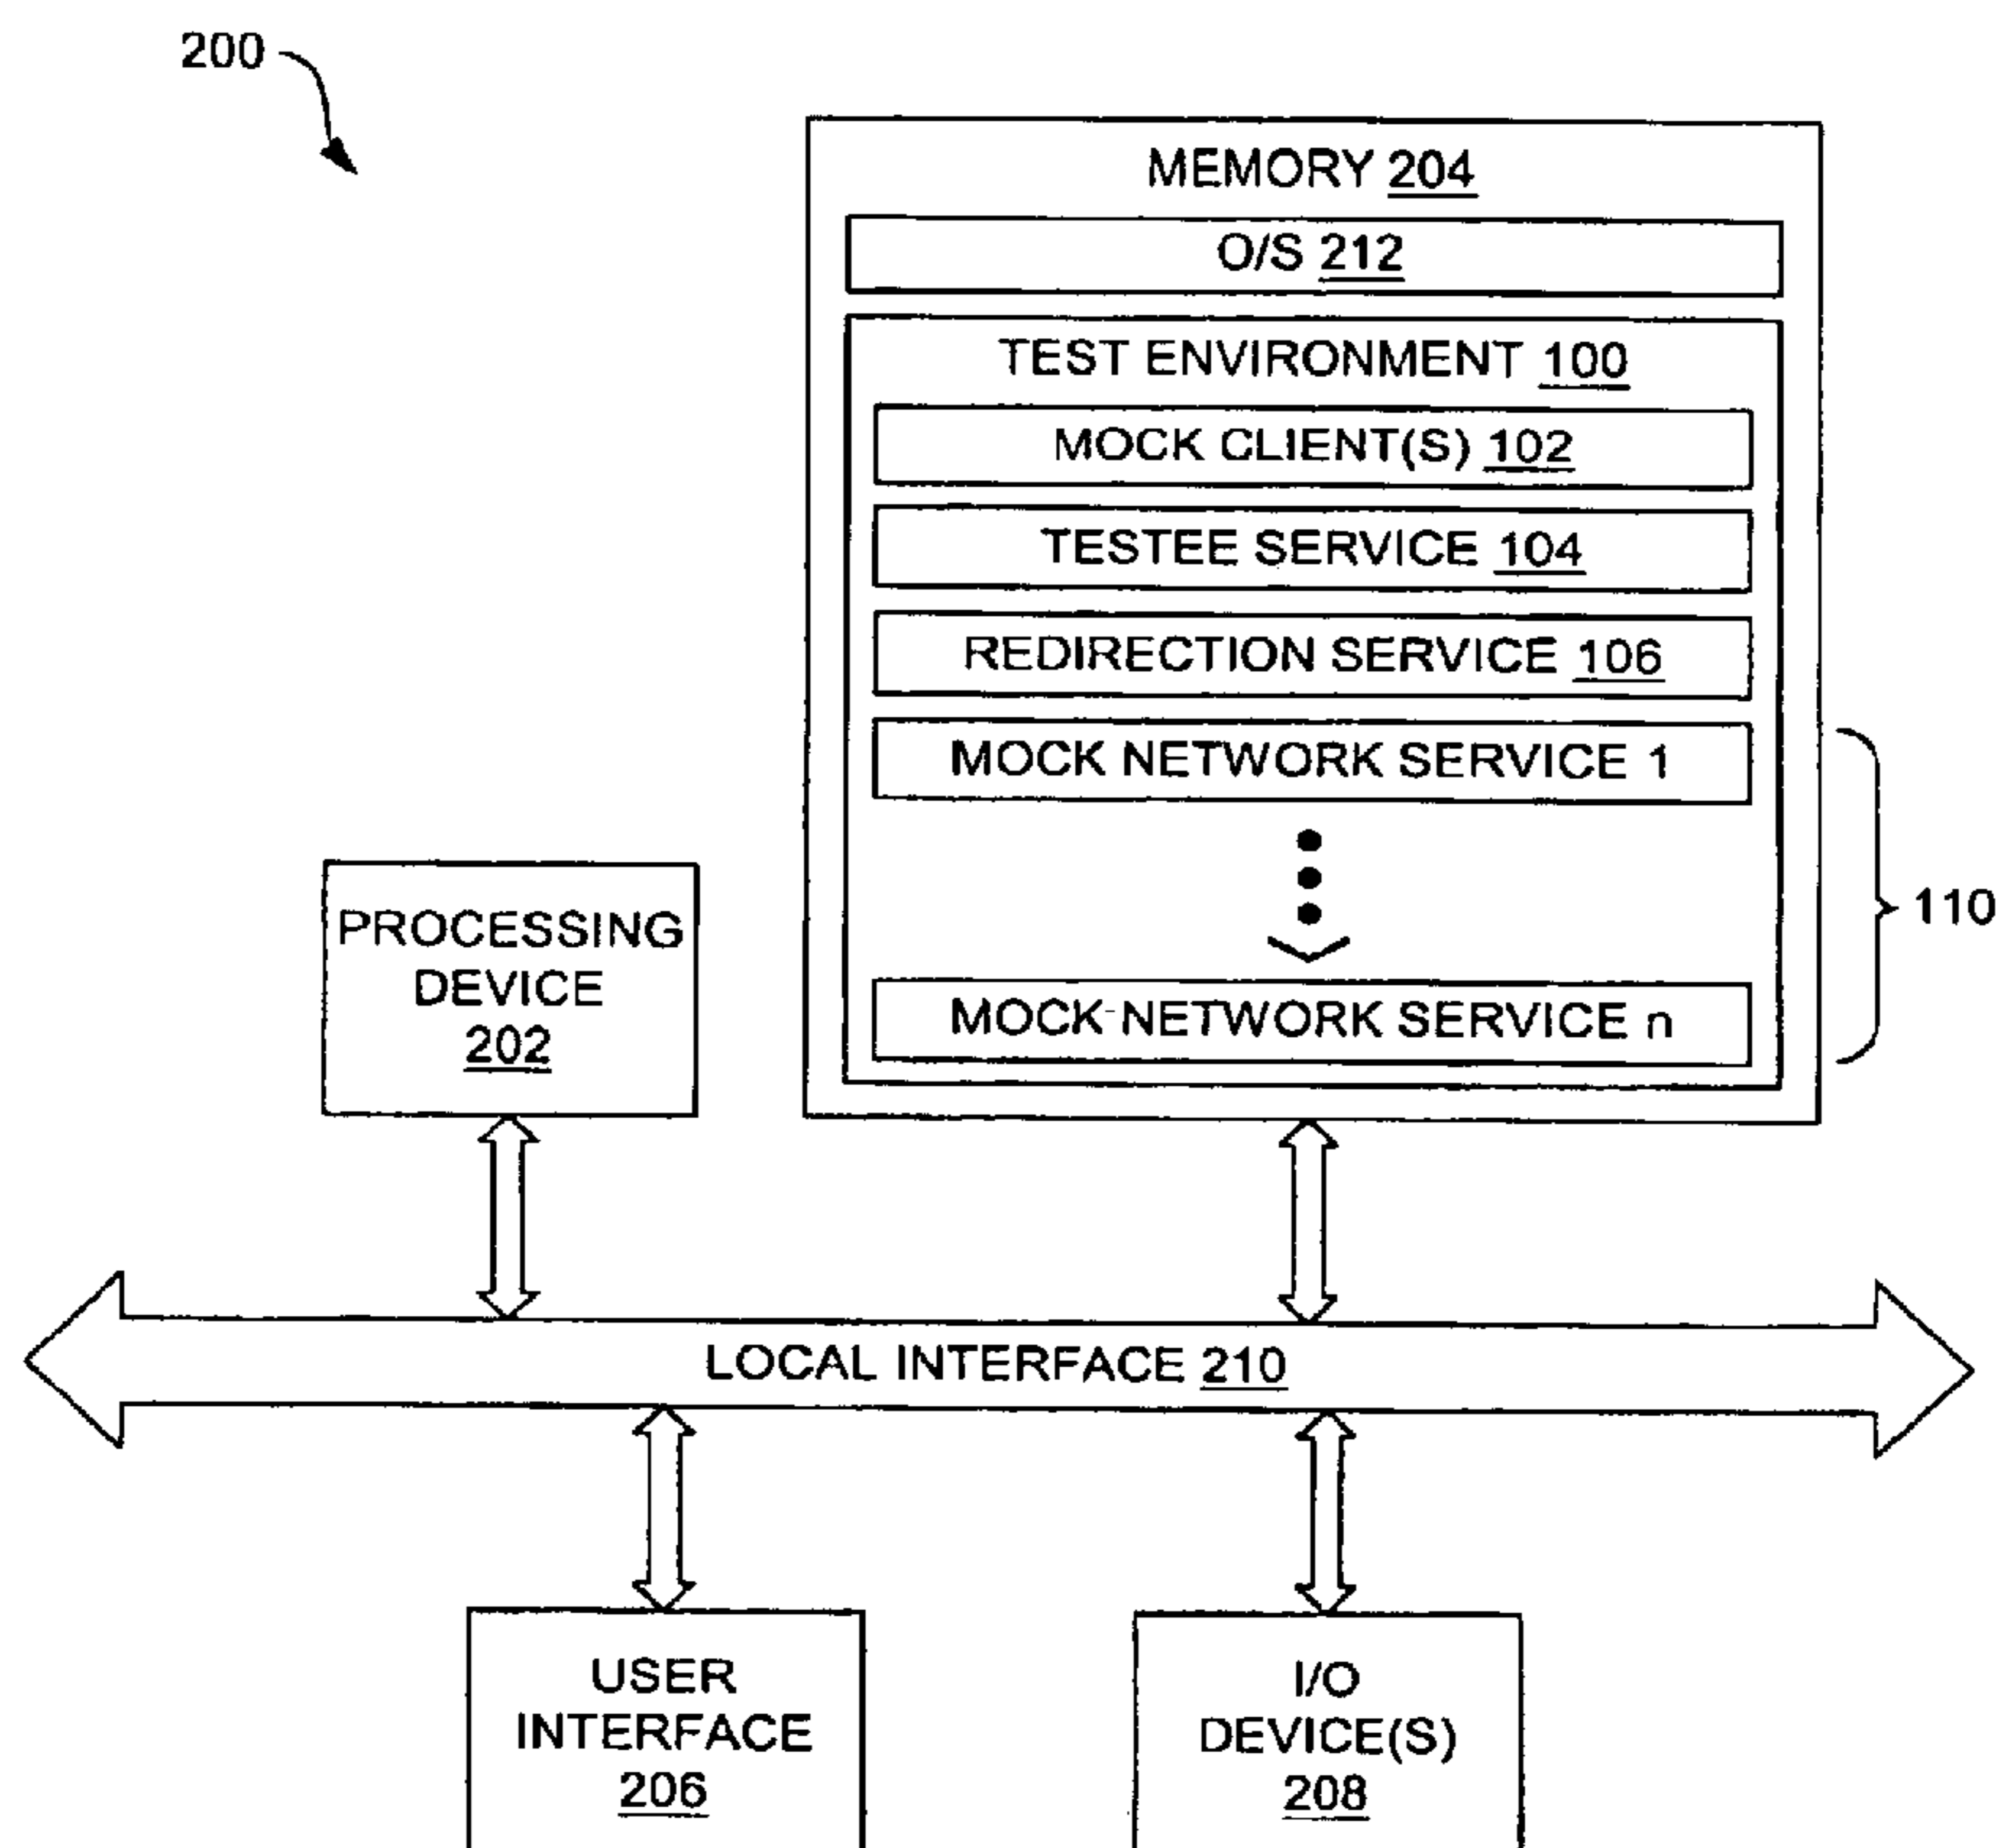 200
MEMORY 204
O/S 212
TEST ENVIRONMENT 100
MOCK CLIENT(S) 102
TESTEE SERVICE 104
REDIRECTION SERVICE 106
MOCK NETWORK SERVICE 1
110
MOCK NETWORK SERVICE n
PROCESSING
DEVICE
202
LOCAL INTERFACE 210
USER
INTERFACE
206
I/O
DEVICE(S)
208